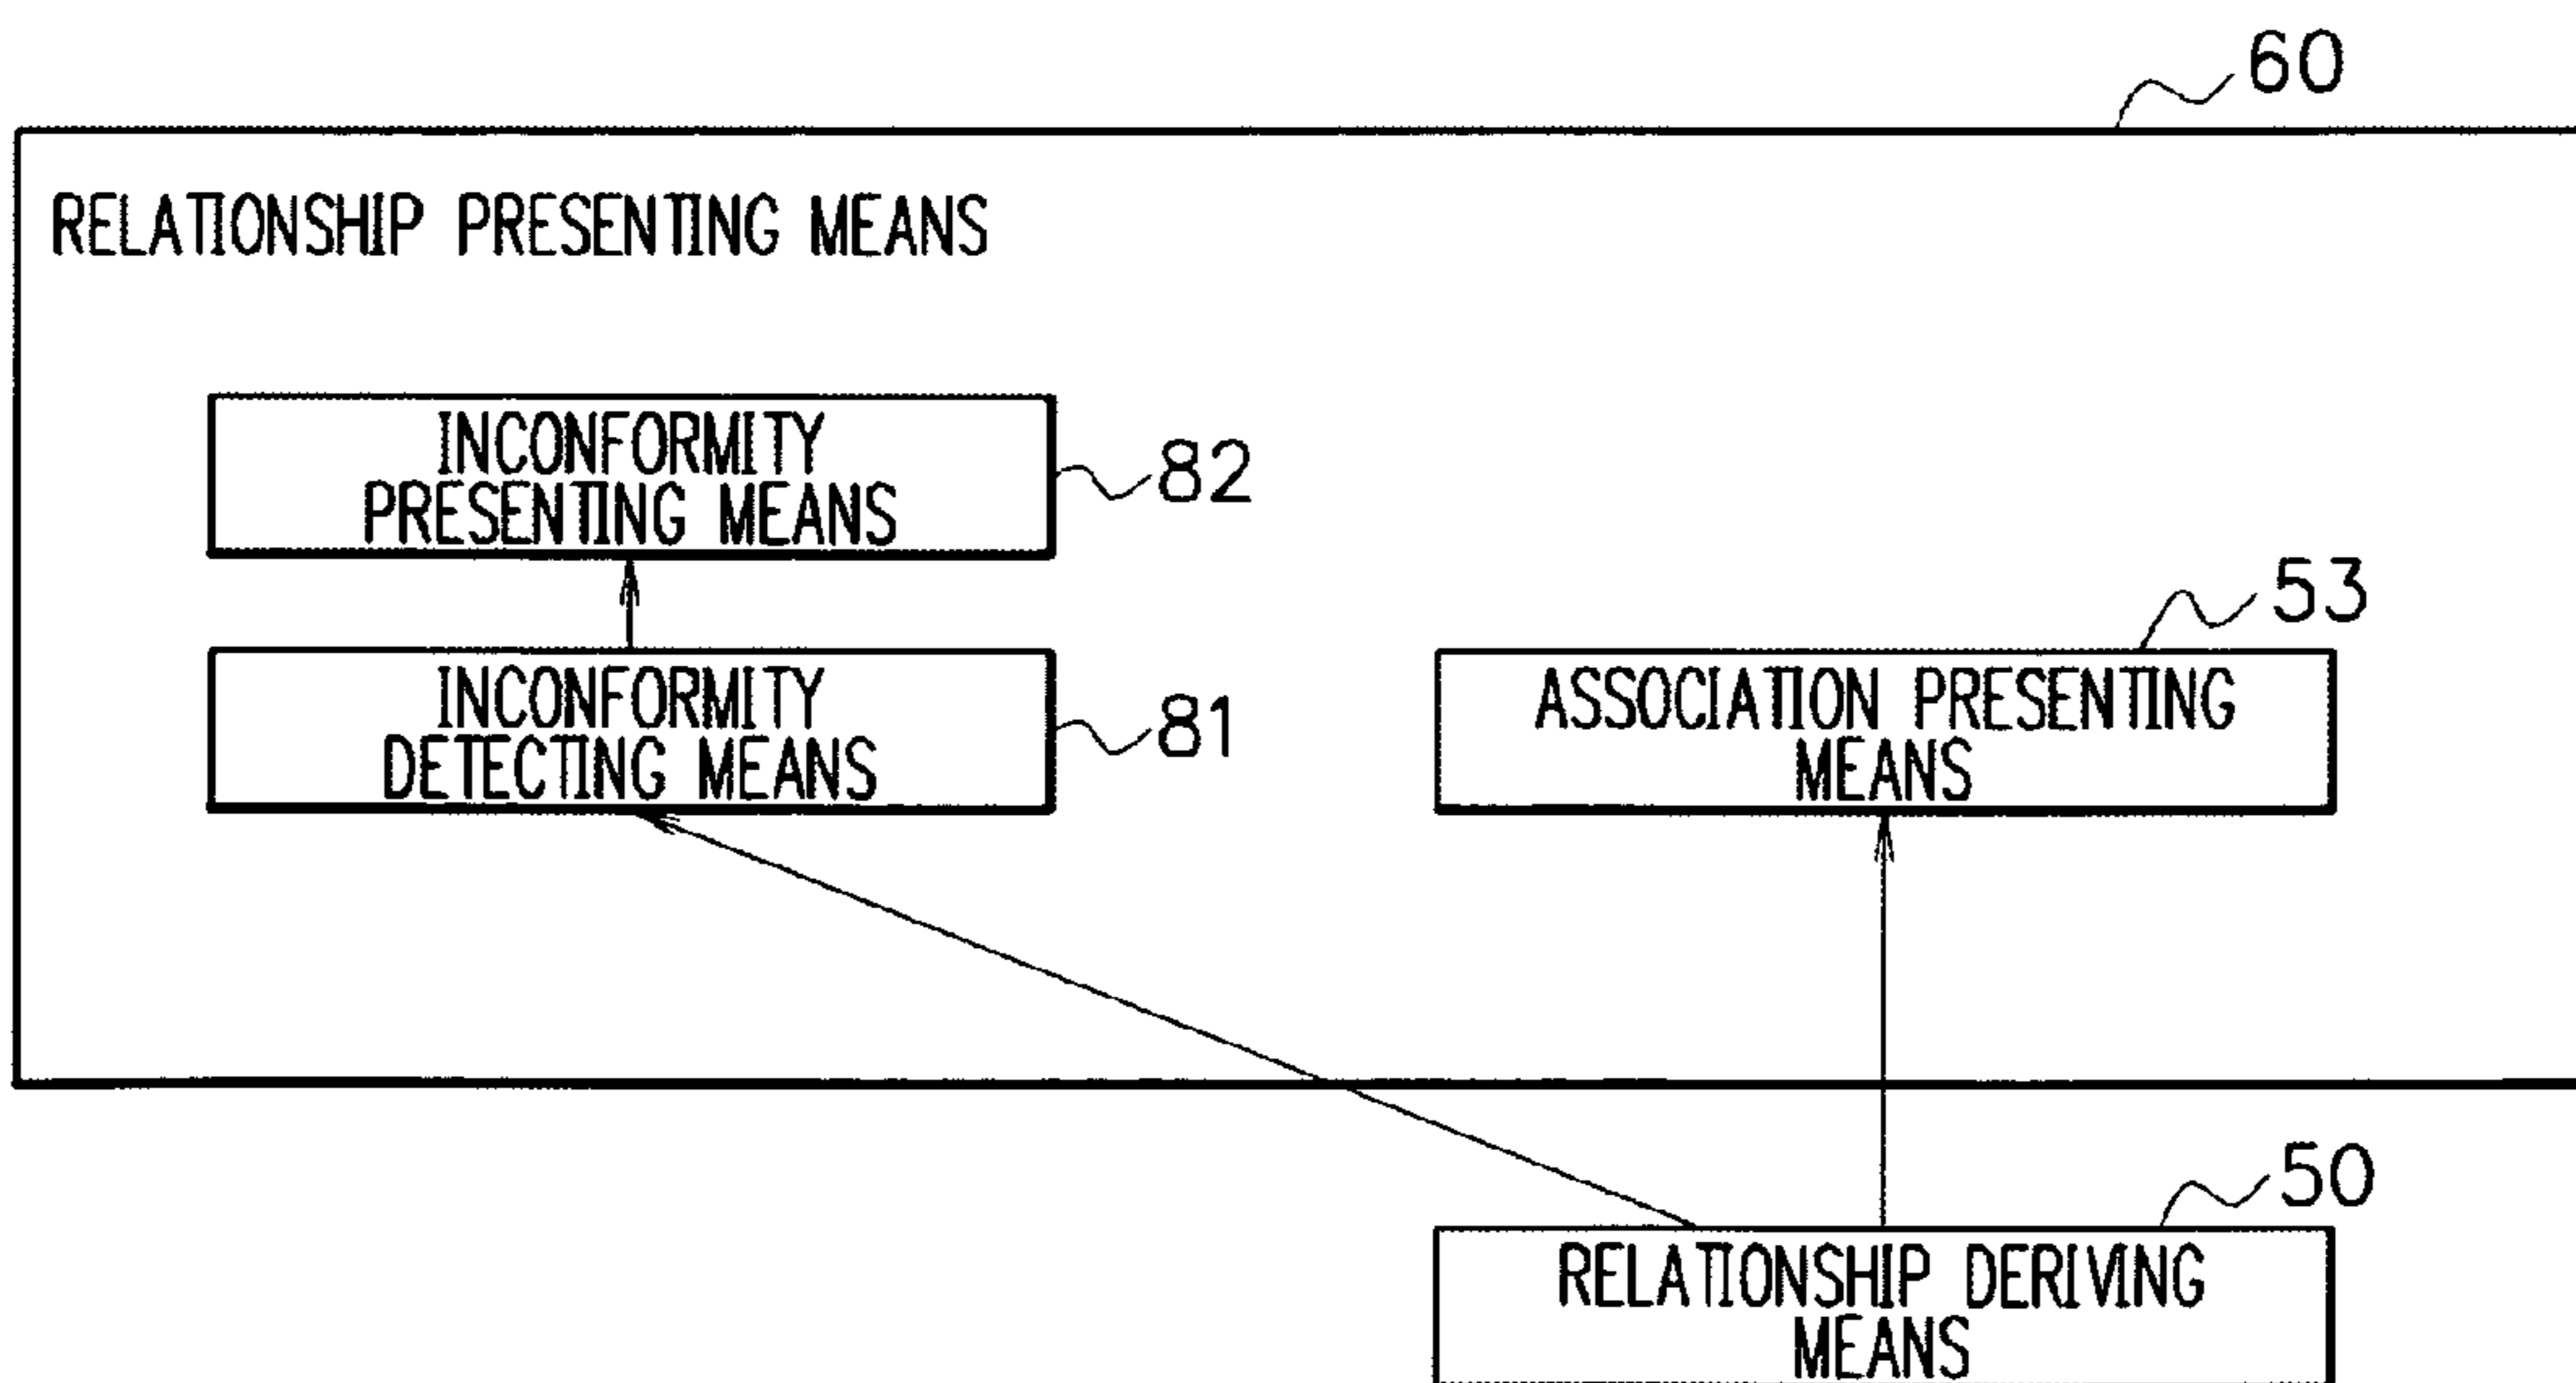 60
RELATIONSHIP PRESENTING MEANS
INCONFORMITY
PRESENTING MEANS
82
INCONFORMITY
DETECTING MEANS
81
53
ASSOCIATION PRESENTING
MEANS
50
RELATIONSHIP DERIVING
MEANS